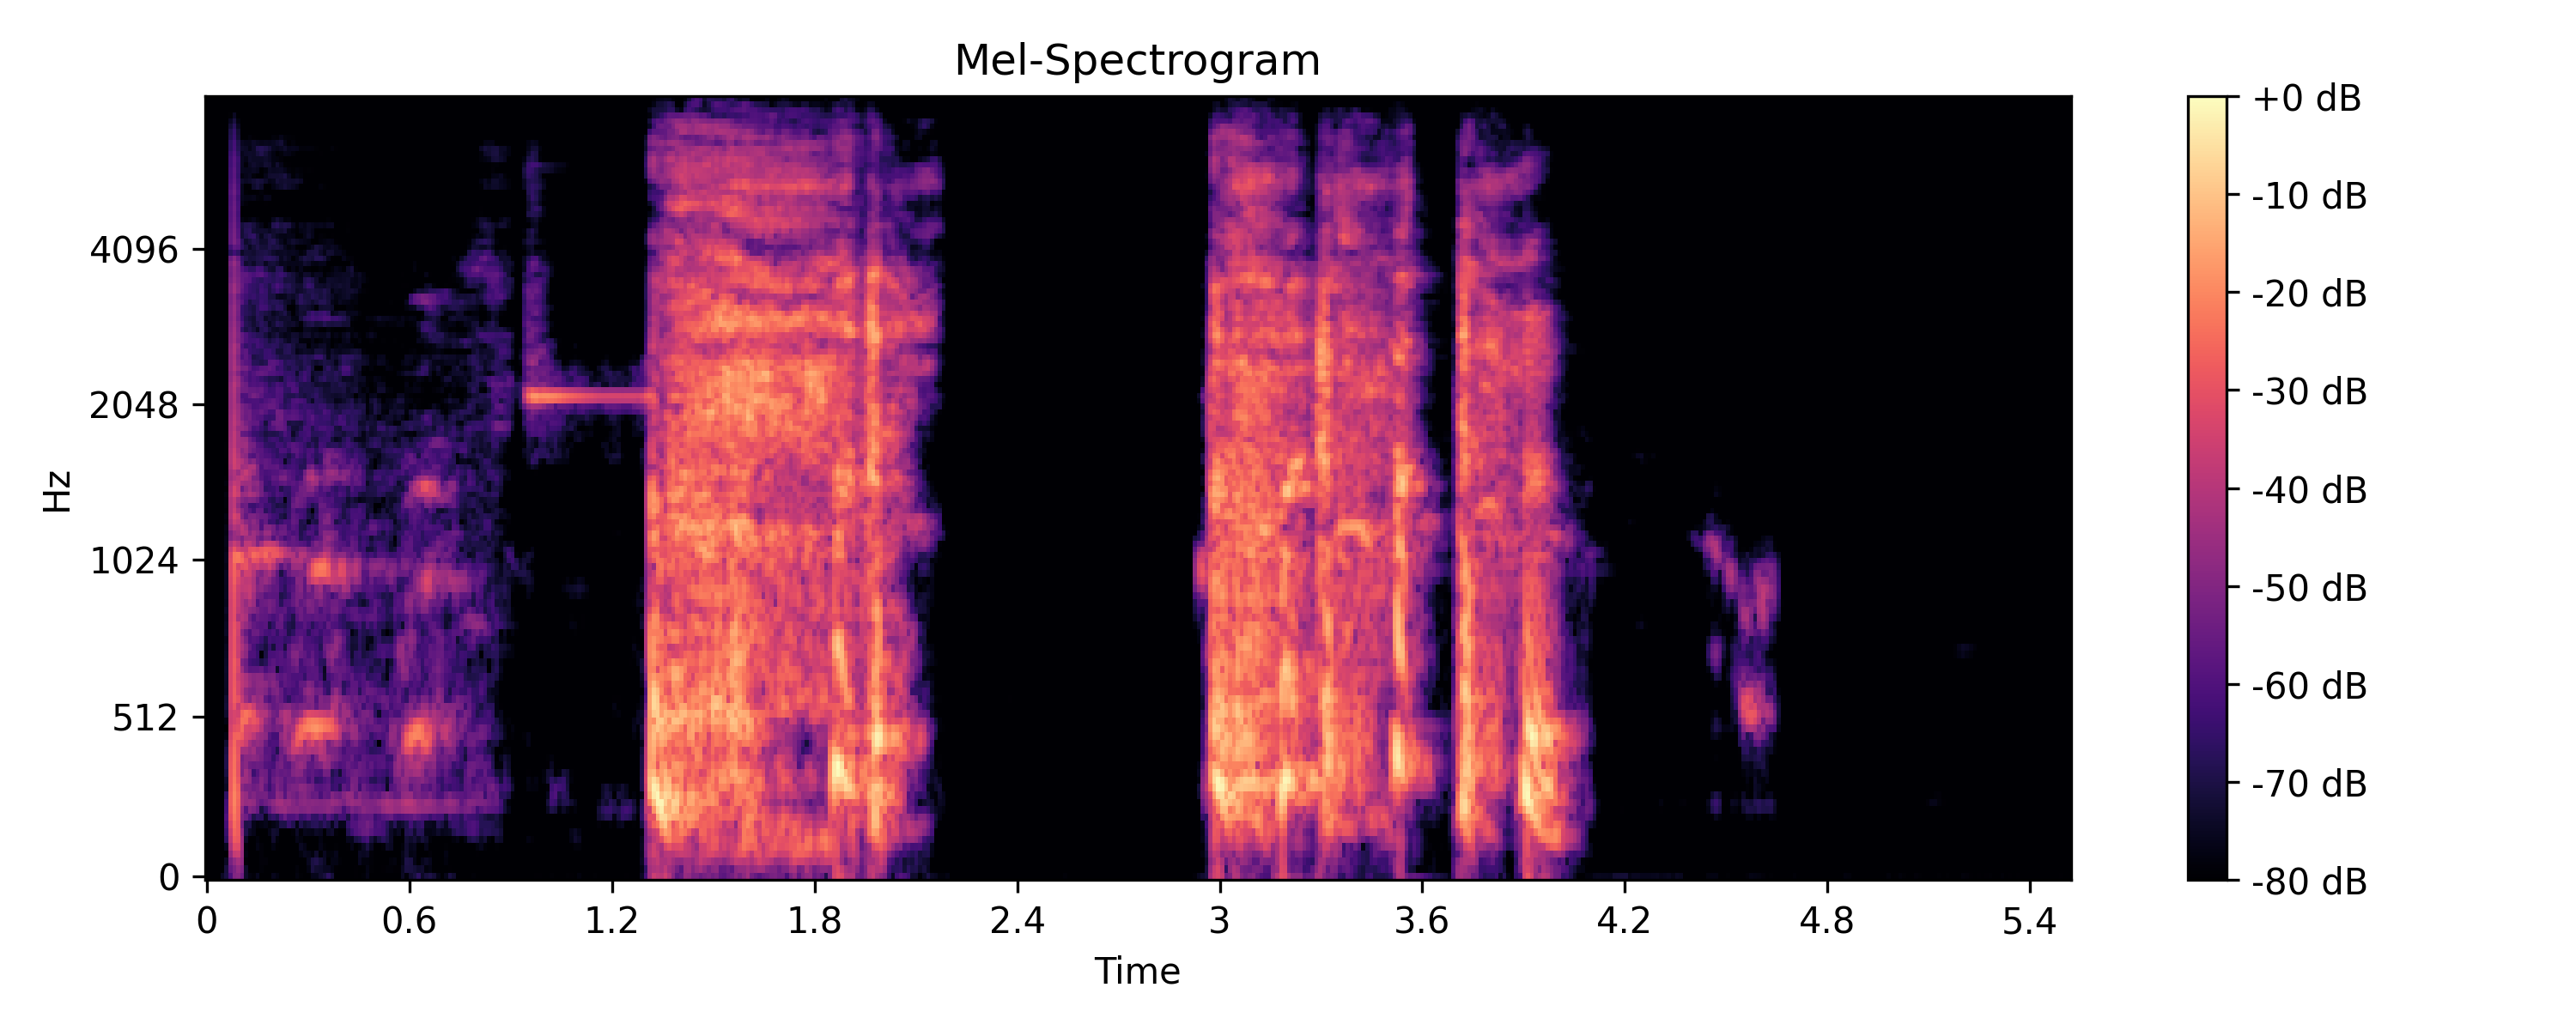 Mel-Spectrogram
+0 dB
-10 dB
-20 dB
-30 dB
-40 dB
-50 dB
-60 dB
-70 dB
-80 dB
Hz
4096
2048
1024
512
0
0 0.6 1.2 1.8 2.4 3 3.6 4.2 4.8 5.4
Time